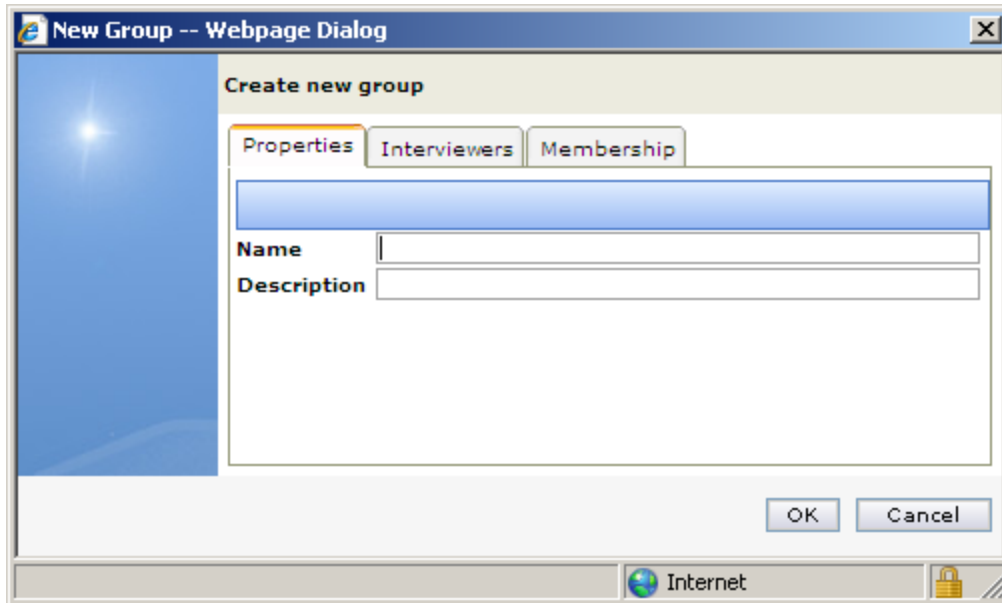 New Group -- Webpage Dialog
Create new group
Properties Interviewers Membership
Name
Description
OK Cancel
Internet